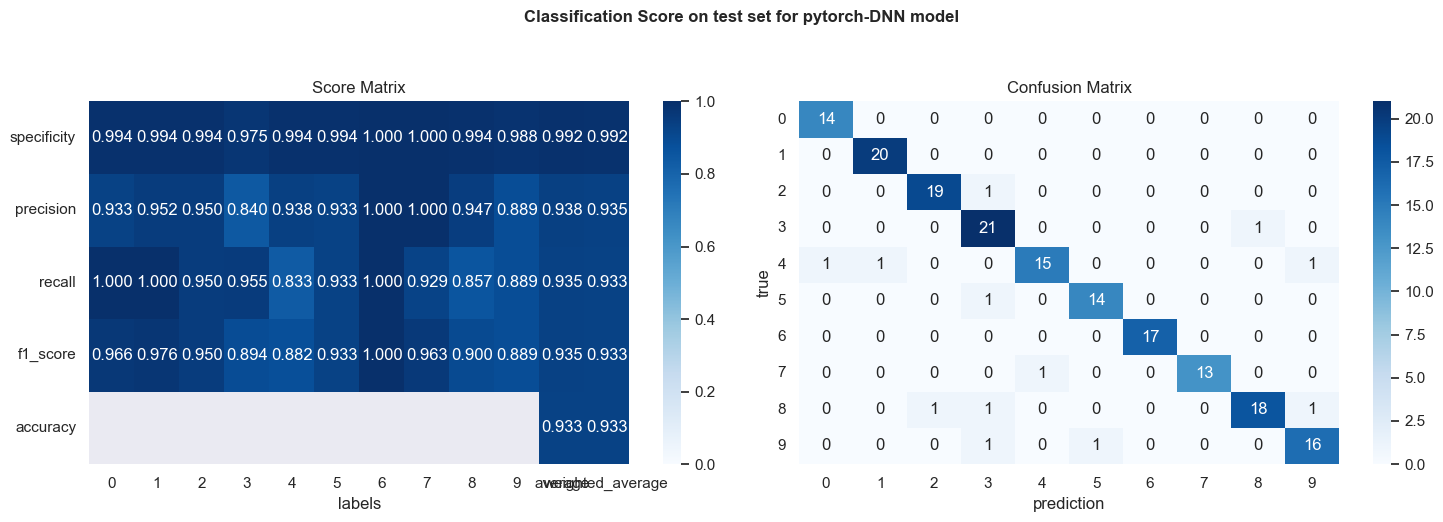 Classification Score on test set for pytorch-DNN model
Score Matrix
specificity 0.994 0.994 0.994 0.975 0.994 0.994 1.000 1.000 0.994 0.988 0.992 0.992
precision 0.933 0.952 0.950 0.840 0.938 0.933 1.000 1.000 0.947 0.889 0.938 0.935
recall 1.000 1.000 0.950 0.955 0.833 0.933 1.000 0.929 0.857 0.889 0.935 0.933
f1_score 0.966 0.976 0.950 0.894 0.882 0.933 1.000 0.963 0.900 0.889 0.935 0.933
accuracy 0.933 0.933
0 1 2 3 4 5 6 7 8 9 average weighted_average
labels
1.0
0.8
0.6
0.4
0.2
0.0
Confusion Matrix
true
0 14 0 0 0 0 0 0 0 0 0
1 0 20 0 0 0 0 0 0 0 0
2 0 0 19 1 0 0 0 0 0 0
3 0 0 0 21 0 0 0 0 1 0
4 1 1 0 0 15 0 0 0 0 1
5 0 0 0 1 0 14 0 0 0 0
6 0 0 0 0 0 0 17 0 0 0
7 0 0 0 0 1 0 0 13 0 0
8 0 0 1 1 0 0 0 0 18 1
9 0 0 0 1 0 1 0 0 0 16
0 1 2 3 4 5 6 7 8 9
prediction
20.0
17.5
15.0
12.5
10.0
7.5
5.0
2.5
0.0